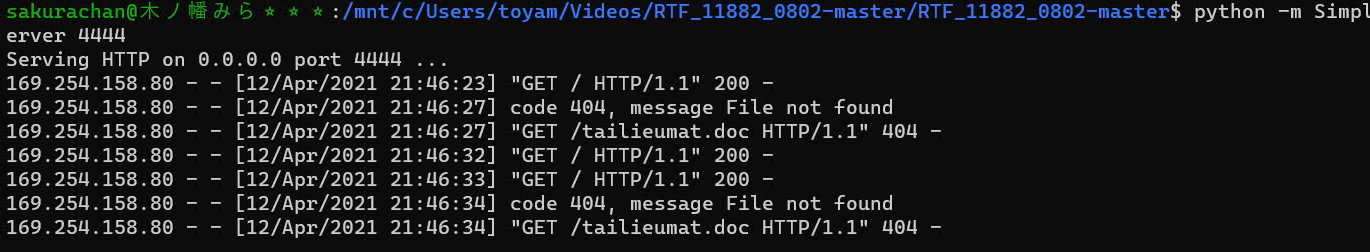 sakurachan@木ノ幡みら☆☆☆:/mnt/c/Users/toyam/Videos/RTF_11882_0802-master/RTF_11882_0802-master$ python -m Simpl
erver 4444
Serving HTTP on 0.0.0.0 port 4444 ...
169.254.158.80 - - [12/Apr/2021 21:46:23] "GET / HTTP/1.1" 200 -
169.254.158.80 - - [12/Apr/2021 21:46:27] code 404, message File not found
169.254.158.80 - - [12/Apr/2021 21:46:27] "GET /tailieumat.doc HTTP/1.1" 404 -
169.254.158.80 - - [12/Apr/2021 21:46:32] "GET / HTTP/1.1" 200 -
169.254.158.80 - - [12/Apr/2021 21:46:33] "GET / HTTP/1.1" 200 -
169.254.158.80 - - [12/Apr/2021 21:46:34] code 404, message File not found
169.254.158.80 - - [12/Apr/2021 21:46:34] "GET /tailieumat.doc HTTP/1.1" 404 -